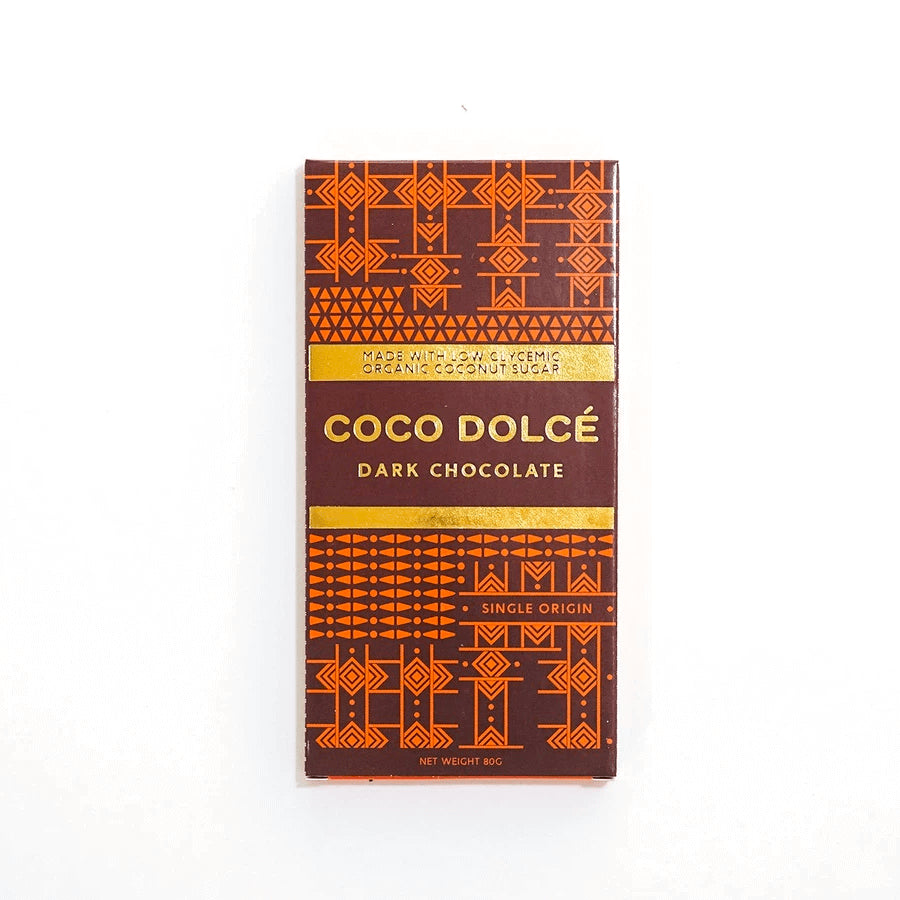 MADE WITH LOW GLYCEMIC
ORGANIC COCONUT SUGAR
COCO DOLCÉ
DARK CHOCOLATE
SINGLE ORIGIN
NET WEIGHT 80G